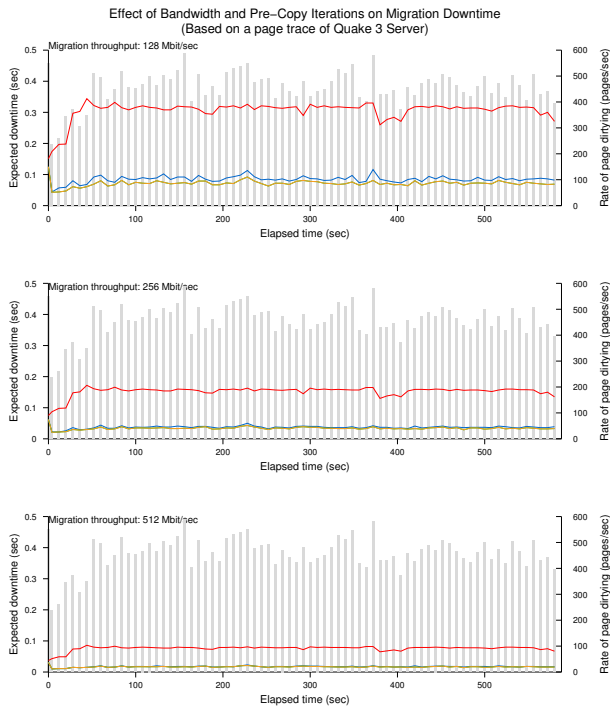 Effect of Bandwidth and Pre−Copy Iterations on Migration Downtime
(Based on a page trace of Quake 3 Server)
Migration throughput: 128 Mbit/sec
Expected downtime (sec)
0.5
0.4
0.3
0.2
0.1
0
0 100 200 300 400 500
Elapsed time (sec)
600
500
400
300
200
100
0
Rate of page dirtying (pages/sec)
Migration throughput: 256 Mbit/sec
Expected downtime (sec)
0.5
0.4
0.3
0.2
0.1
0
0 100 200 300 400 500
Elapsed time (sec)
600
500
400
300
200
100
0
Rate of page dirtying (pages/sec)
Migration throughput: 512 Mbit/sec
Expected downtime (sec)
0.5
0.4
0.3
0.2
0.1
0
0 100 200 300 400 500
Elapsed time (sec)
600
500
400
300
200
100
0
Rate of page dirtying (pages/sec)